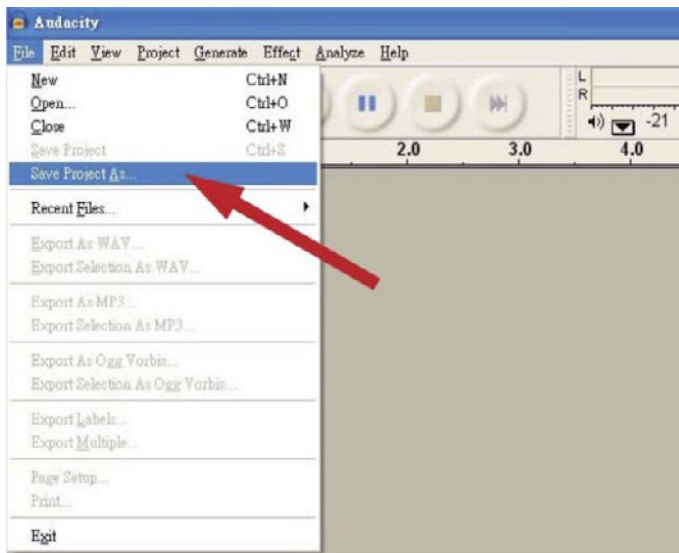 Audacity
File Edit View Project Generate Effect Analyze Help
New Ctrl+N
Open... Ctrl+O
Close Ctrl+W
Save Project Ctrl+S
Save Project As...
Recent Files...
Export As WAV...
Export Selection As WAV...
Export As MP3...
Export Selection As MP3...
Export As Ogg Vorbis...
Export Selection As Ogg Vorbis...
Export Labels...
Export Multiple...
Page Setup...
Print...
Exit
L
R
-21
2.0 3.0 4.0